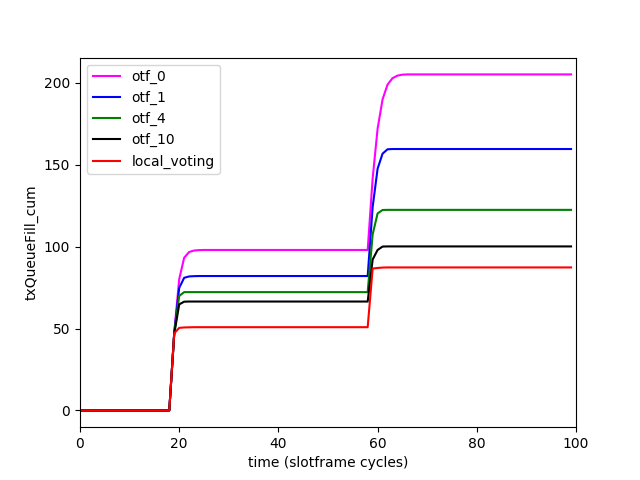 otf_0
otf_1
otf_4
otf_10
local_voting
txQueueFill_cum
200
150
100
50
0
0 20 40 60 80 100
time (slotframe cycles)